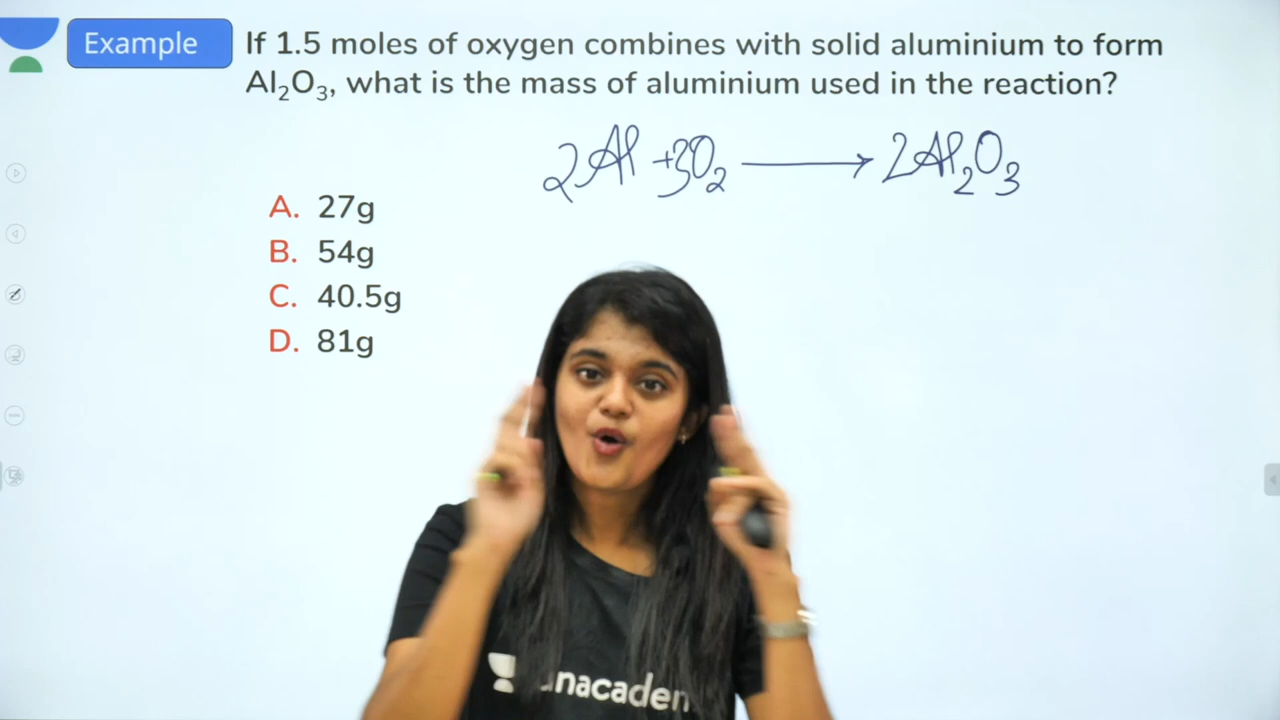 Example
If 1.5 moles of oxygen combines with solid aluminium to form
Al₂O₃, what is the mass of aluminium used in the reaction?
2Al +3O₂ ⟶ 2Al₂O₃
A. 27g
B. 54g
C. 40.5g
D. 81g